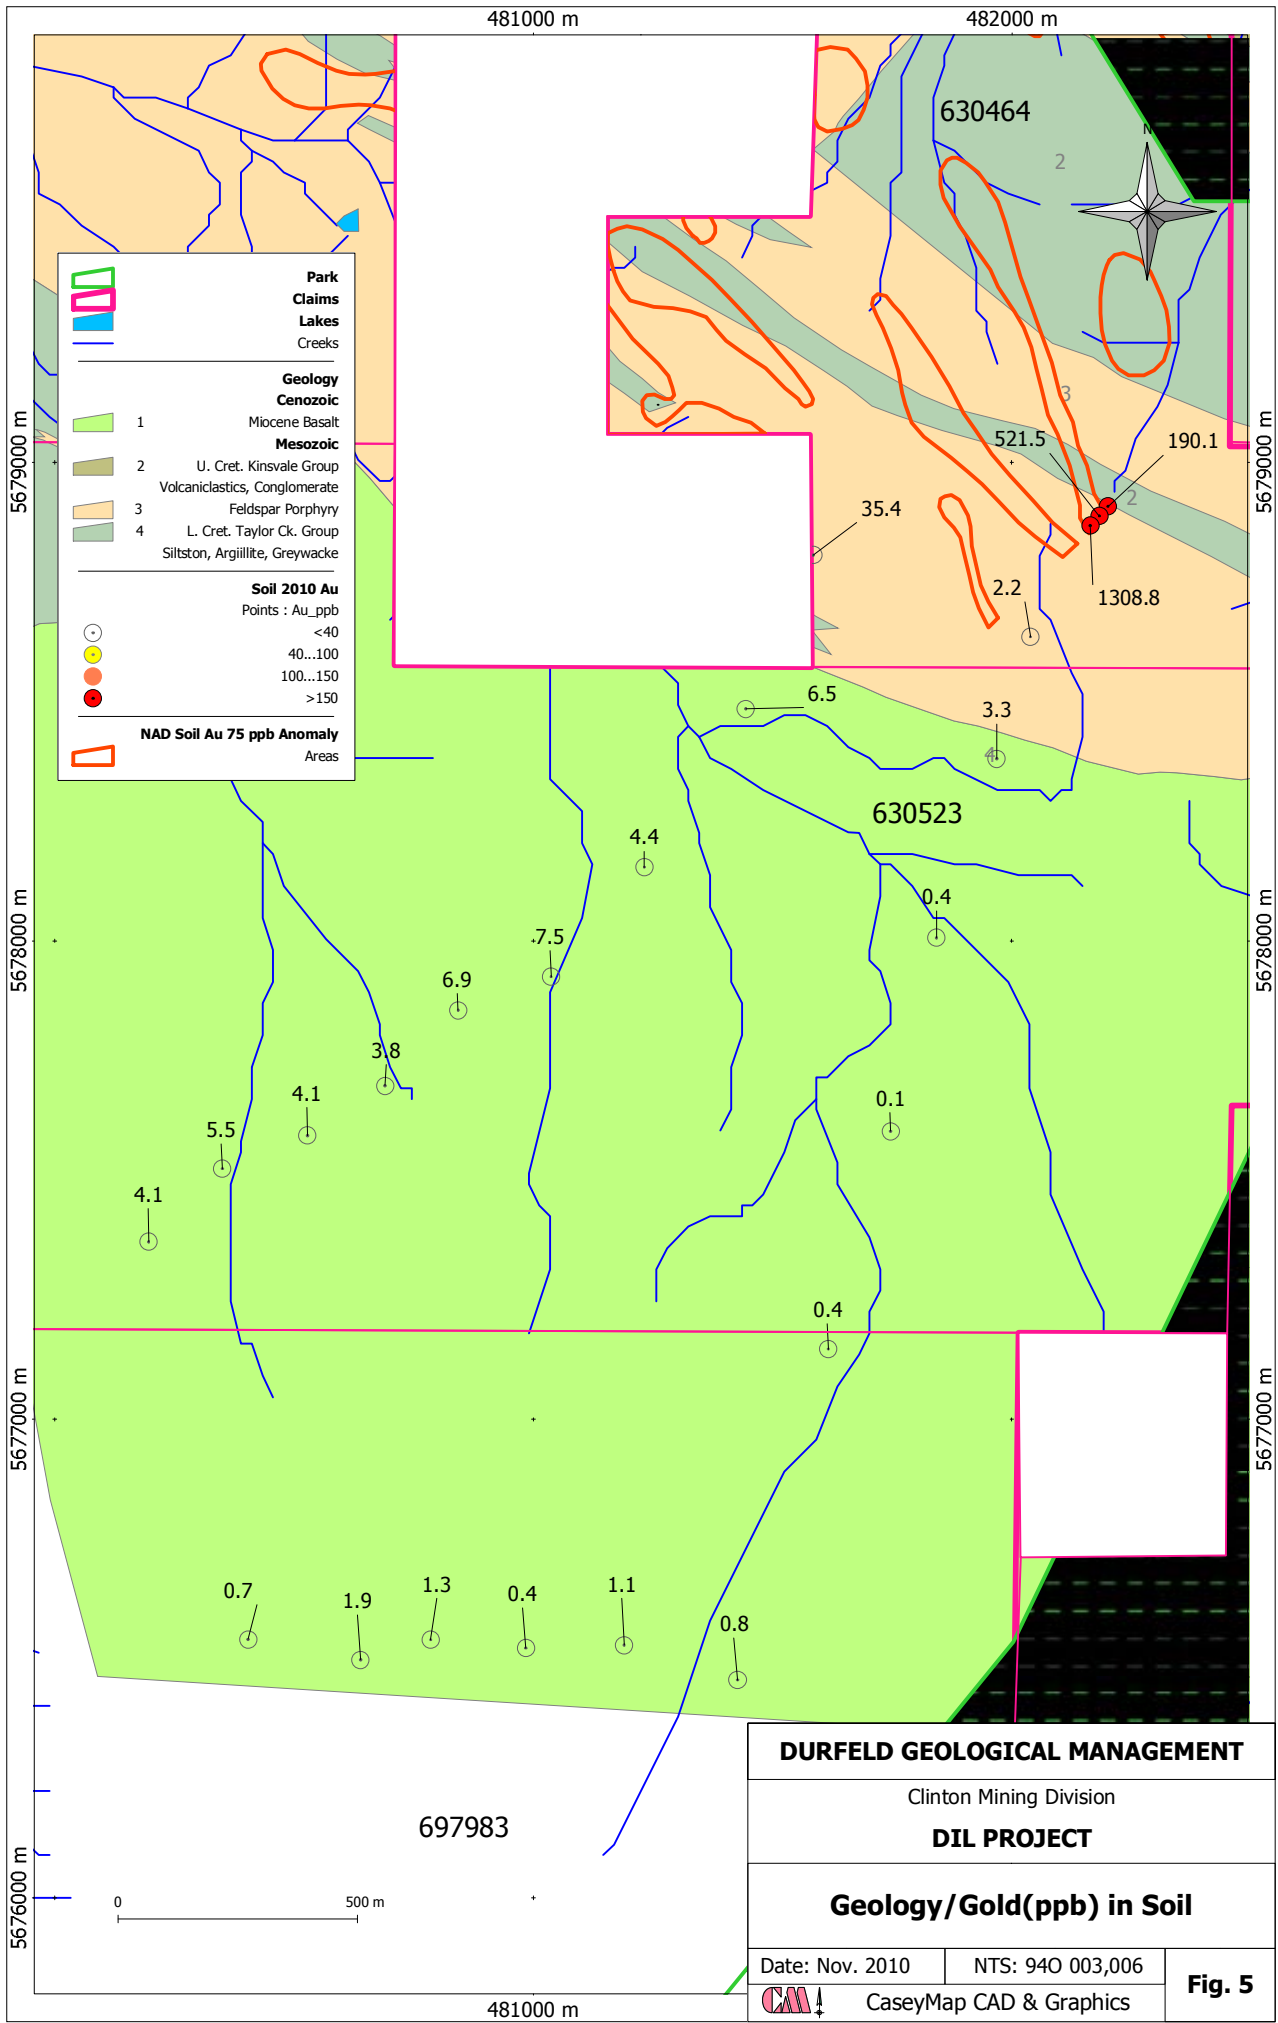 481000 m
482000 m
630464
N
2
3
521.5
190.1
2
35.4
1308.8
2.2
5679000 m
5679000 m
Park
Claims
Lakes
Creeks
Geology
Cenozoic
1 Miocene Basalt
Mesozoic
2 U. Cret. Kinsvale Group
Volcaniclastics, Conglomerate
3 Feldspar Porphyry
4 L. Cret. Taylor Ck. Group
Siltston, Argiillite, Greywacke
Soil 2010 Au
Points : Au_ppb
<40
40...100
100...150
>150
NAD Soil Au 75 ppb Anomaly
Areas
6.5
3.3
4
630523
4.4
0.4
7.5
5678000 m
5678000 m
6.9
3.8
4.1
0.1
5.5
4.1
0.4
5677000 m
5677000 m
0.7
1.9
1.3
0.4
1.1
0.8
697983
5676000 m
0
500 m
DURFELD GEOLOGICAL MANAGEMENT
Clinton Mining Division
DIL PROJECT
Geology/Gold(ppb) in Soil
Date: Nov. 2010
NTS: 94O 003,006
Fig. 5
CM
CaseyMap CAD & Graphics
481000 m